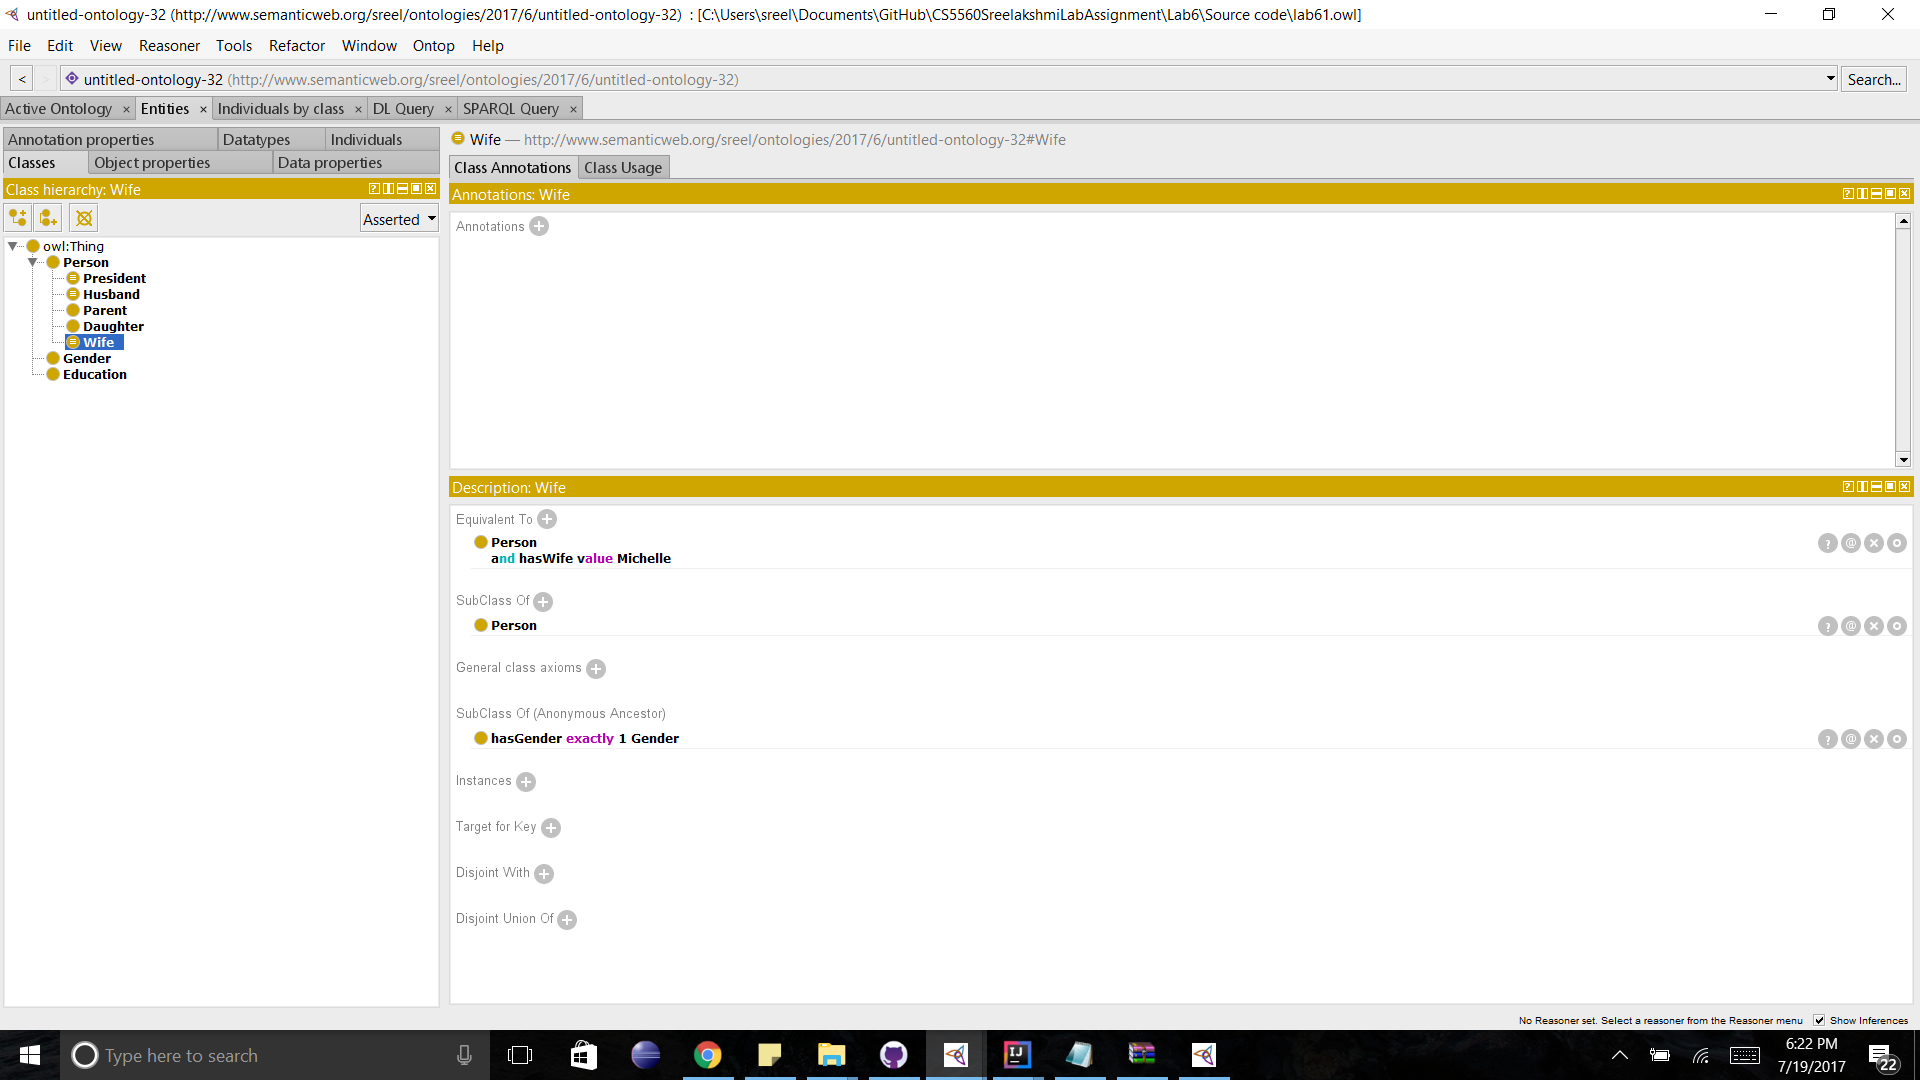 untitled-ontology-32 (http://www.semanticweb.org/sreel/ontologies/2017/6/untitled-ontology-32) : [C:\Users\sreel\Documents\GitHub\CS5560SreelakshmiLabAssignment\Lab6\Source code\lab61.owl]
File Edit View Reasoner Tools Refactor Window Ontop Help
< > untitled-ontology-32 (http://www.semanticweb.org/sreel/ontologies/2017/6/untitled-ontology-32) Search...
Active Ontology × Entities × Individuals by class × DL Query × SPARQL Query ×
Annotation properties Datatypes Individuals
Classes Object properties Data properties
Class hierarchy: Wife
Asserted
owl:Thing
Person
President
Husband
Parent
Daughter
Wife
Gender
Education
Wife — http://www.semanticweb.org/sreel/ontologies/2017/6/untitled-ontology-32#Wife
Class Annotations Class Usage
Annotations: Wife
Annotations
Description: Wife
Equivalent To
Person
and hasWife value Michelle
SubClass Of
Person
General class axioms
SubClass Of (Anonymous Ancestor)
hasGender exactly 1 Gender
Instances
Target for Key
Disjoint With
Disjoint Union Of
No Reasoner set. Select a reasoner from the Reasoner menu Show Inferences
Type here to search
6:22 PM
7/19/2017
22